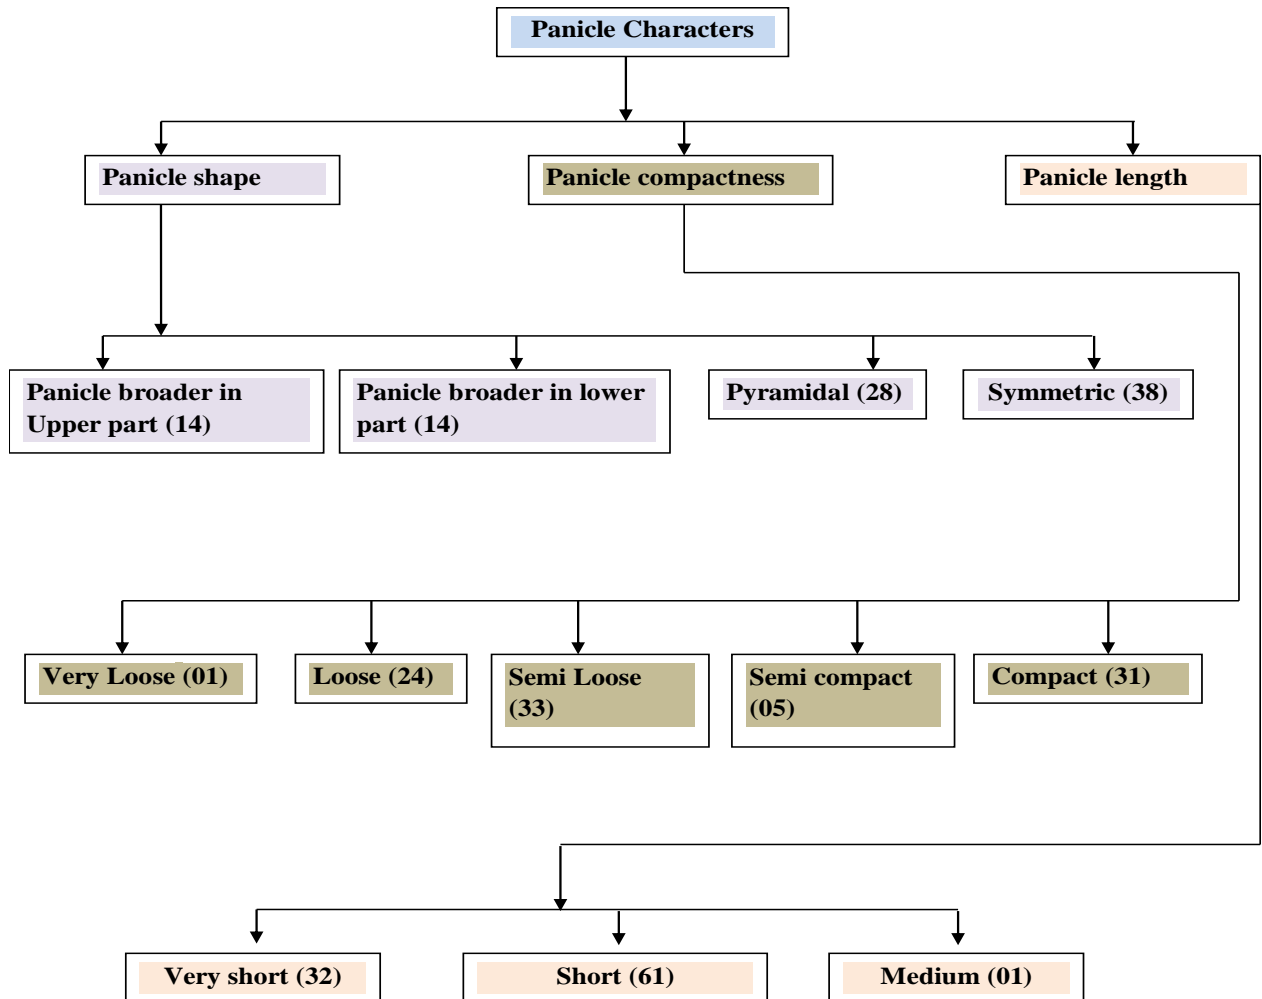 Panicle Characters
Panicle shape
Panicle compactness
Panicle length
Panicle broader in
Upper part (14)
Panicle broader in lower
part (14)
Pyramidal (28)
Symmetric (38)
Very Loose (01)
Loose (24)
Semi Loose
(33)
Semi compact
(05)
Compact (31)
Very short (32)
Short (61)
Medium (01)